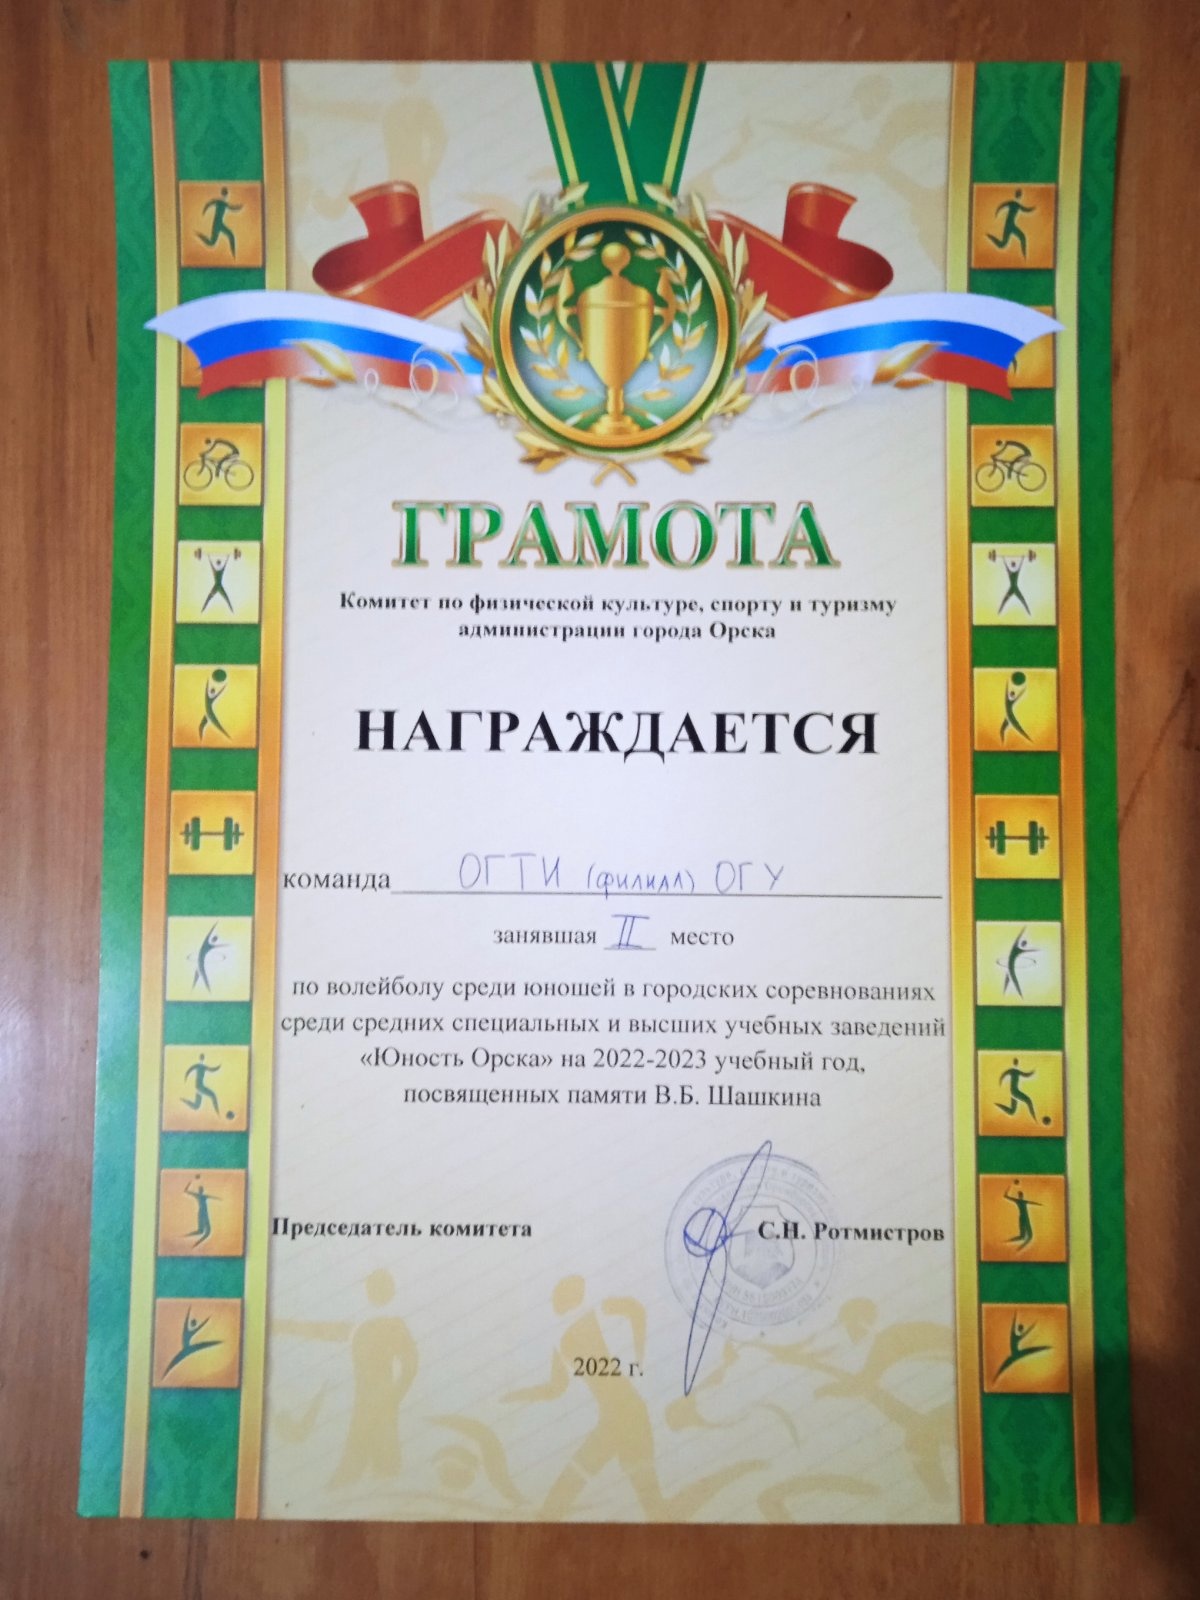 ГРАМОТА
Комитет по физической культуре, спорту и туризму
администрации города Орска
НАГРАЖДАЕТСЯ
команда ОГТИ (филиал) ОГУ
занявшая II место
по волейболу среди юношей в городских соревнованиях
среди средних специальных и высших учебных заведений
«Юность Орска» на 2022-2023 учебный год,
посвященных памяти В.Б. Шашкина
Председатель комитета С.Н. Ротмистров
2022 г.